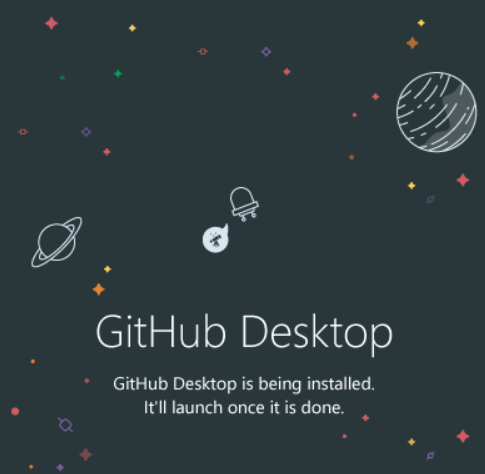 GitHub Desktop
GitHub Desktop is being installed.
It'll launch once it is done.